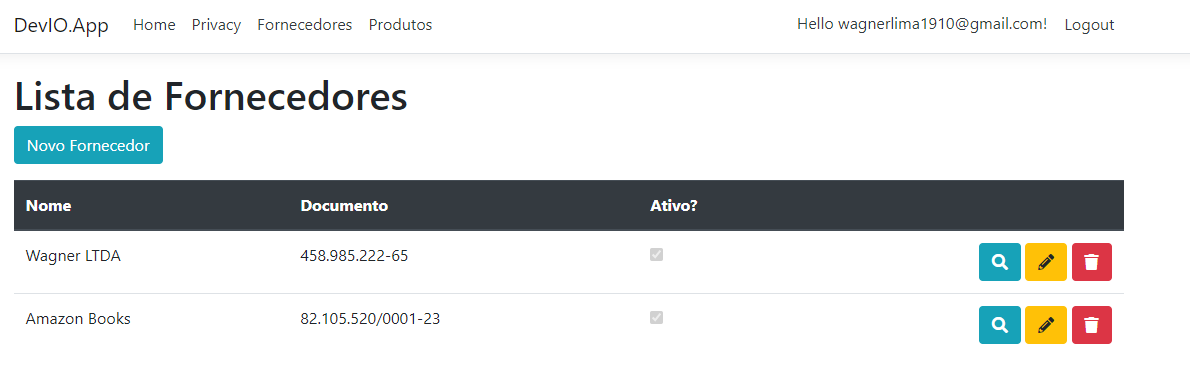 DevIO.App Home Privacy Fornecedores Produtos Hello wagnerlima1910@gmail.com! Logout
Lista de Fornecedores
Novo Fornecedor
Nome Documento Ativo?
Wagner LTDA 458.985.222-65
Amazon Books 82.105.520/0001-23